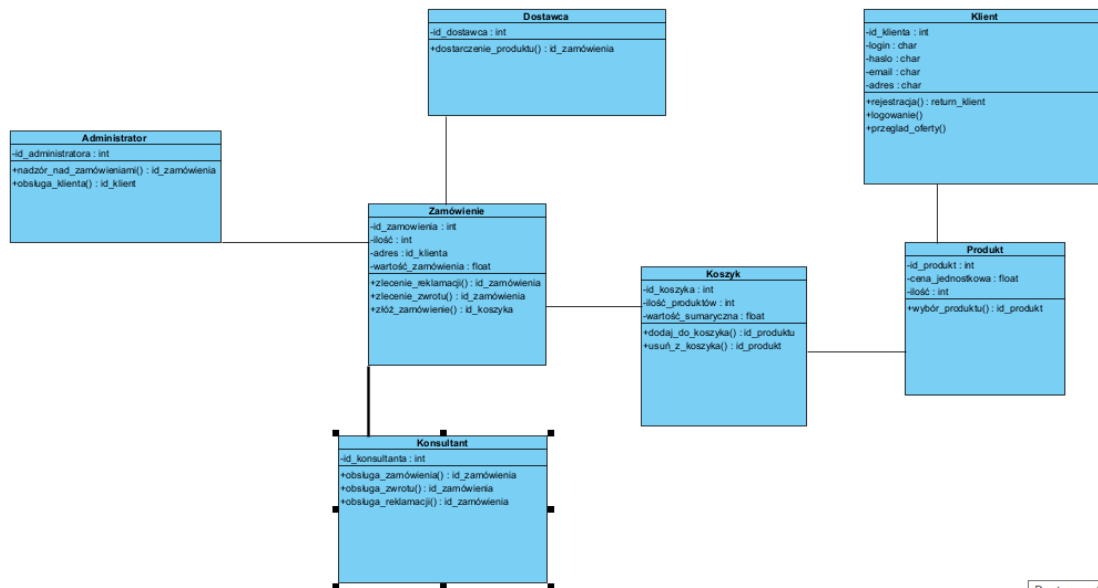 Dostawca
-id_dostawca : int
+dostarczenie_produktu() : id_zamówienia
Klient
-id_klienta : int
-login : char
-haslo : char
-email : char
-adres : char
+rejestracja() : return_klient
+logowanie()
+przeglad_oferty()
Administrator
-id_administratora : int
+nadzór_nad_zamówieniami() : id_zamówienia
+obsługa_klienta() : id_klient
Zamówienie
-id_zamowienia : int
-ilość : int
-adres : id_klienta
-wartość_zamówienia : float
+zlecenie_reklamacji() : id_zamówienia
+zlecenie_zwrotu() : id_zamówienia
+złóż_zamówienie() : id_koszyka
Koszyk
-id_koszyka : int
-ilość_produktów : int
-wartość_sumaryczna : float
+dodaj_do_koszyka() : id_produktu
+usuń_z_koszyka() : id_produkt
Produkt
-id_produkt : int
-cena_jednostkowa : float
-ilość : int
+wybór_produktu() : id_produkt
Konsultant
-id_konsultanta : int
+obsługa_zamówienia() : id_zamówienia
+obsługa_zwrotu() : id_zamówienia
+obsługa_reklamacji() : id_zamówienia